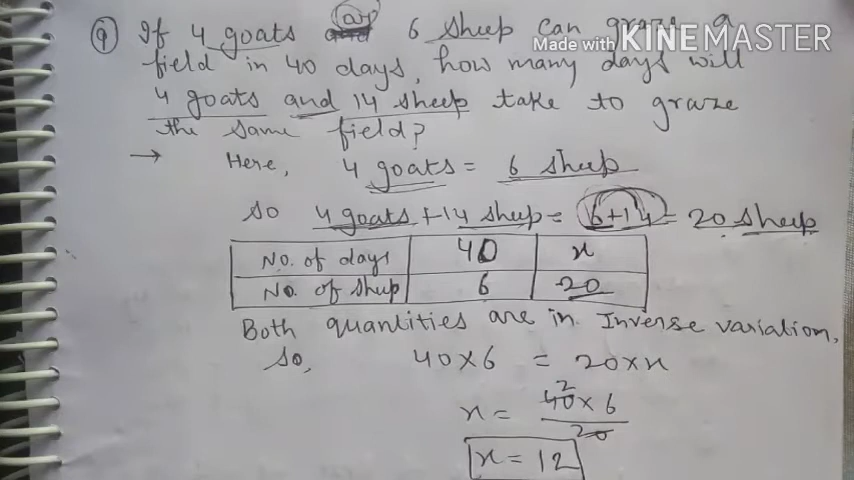 9 If 4 goats or 6 sheep can graze a
Made with KINEMASTER
field in 40 days, how many days will
4 goats and 14 sheep take to graze
the same field?
→ Here, 4 goats = 6 sheep
so 4 goats + 14 sheep = 6+14 = 20 sheep
No. of days 40 x
No. of sheep 6 20
Both quantities are in Inverse variation.
so, 40×6 = 20×x
x = 40×6
2
20
x = 12